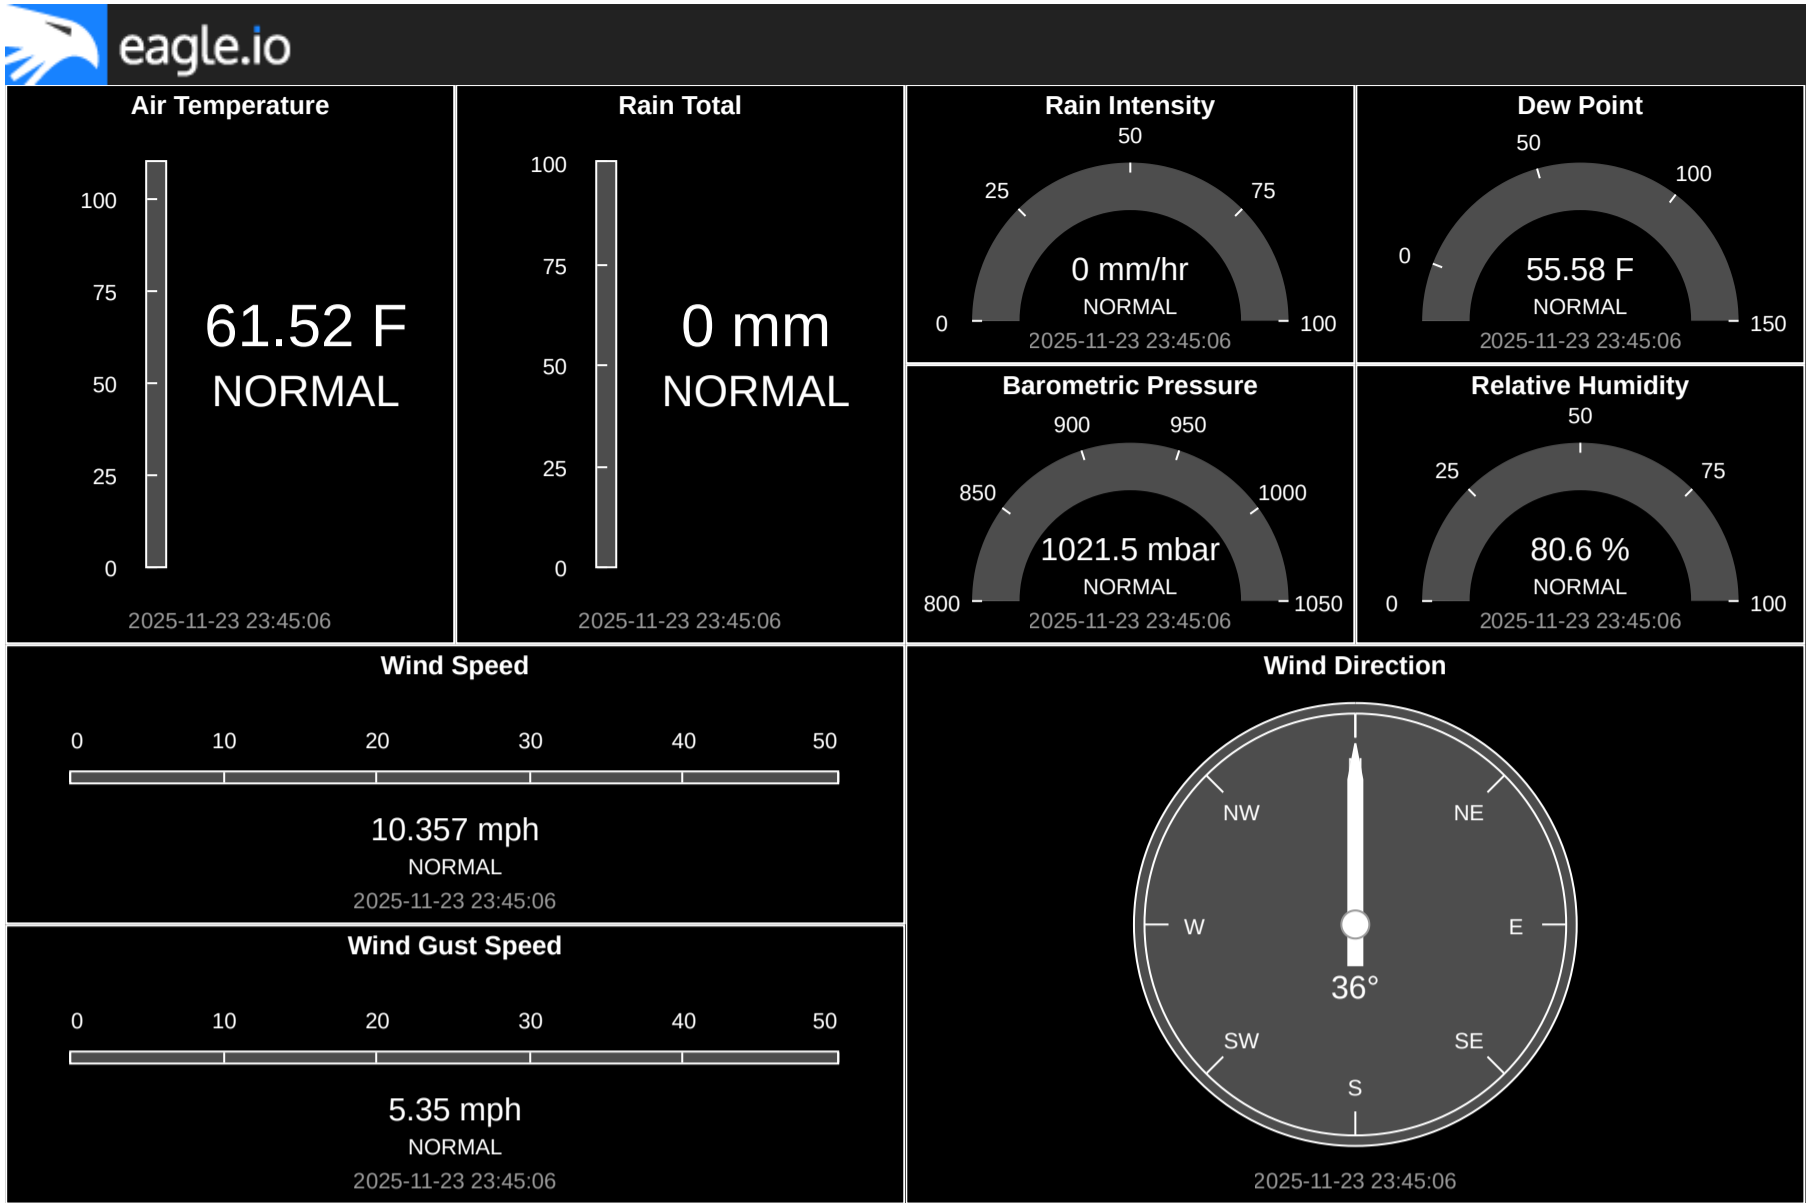 eagle.io
Air Temperature
100
75
50
25
0
61.52 F
NORMAL
2025-11-23 23:45:06
Rain Total
100
75
50
25
0
0 mm
NORMAL
2025-11-23 23:45:06
Rain Intensity
50
25
75
0
100
0 mm/hr
NORMAL
2025-11-23 23:45:06
Dew Point
50
100
0
150
55.58 F
NORMAL
2025-11-23 23:45:06
Barometric Pressure
900
950
850
1000
800
1050
1021.5 mbar
NORMAL
2025-11-23 23:45:06
Relative Humidity
50
25
75
0
100
80.6 %
NORMAL
2025-11-23 23:45:06
Wind Speed
0 10 20 30 40 50
10.357 mph
NORMAL
2025-11-23 23:45:06
Wind Gust Speed
0 10 20 30 40 50
5.35 mph
NORMAL
2025-11-23 23:45:06
Wind Direction
NW
NE
W
E
36°
SW
SE
S
2025-11-23 23:45:06